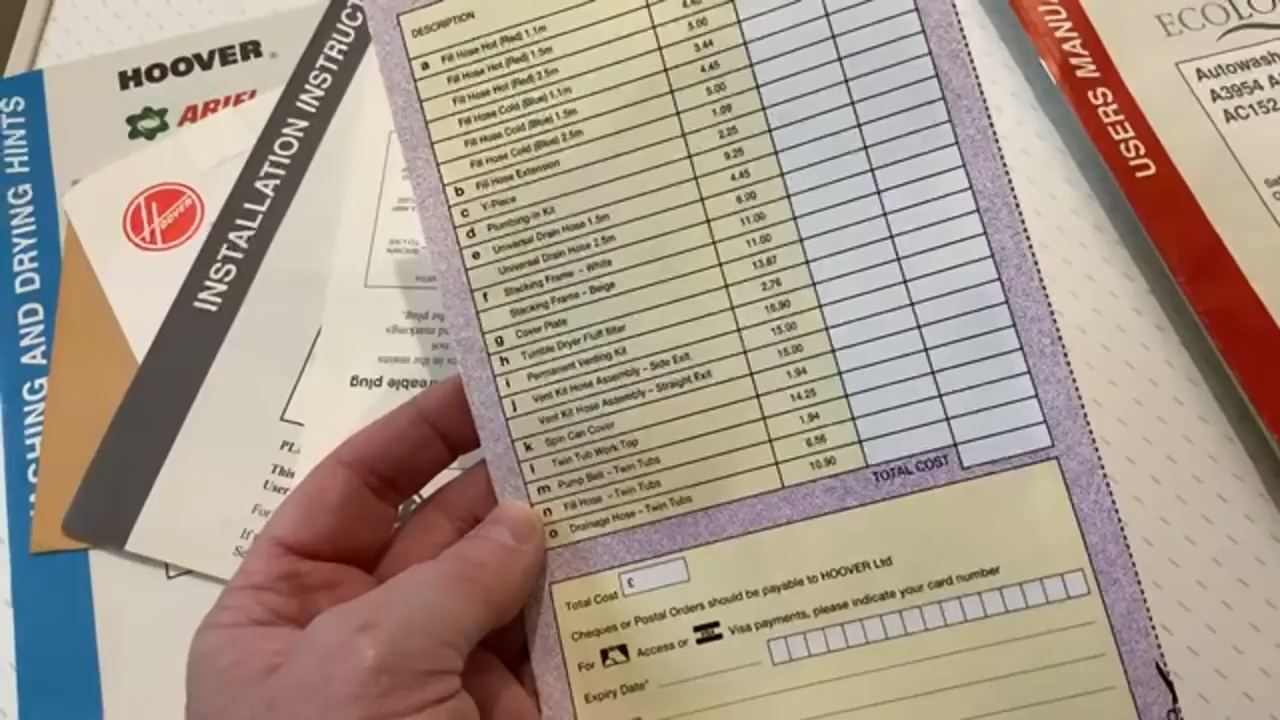 HOOVER
ARIEL
WASHING AND DRYING HINTS
HOOVER
INSTALLATION INSTRUCT
eable plug
This
User
For
If
DESCRIPTION
a Fill Hose Hot (Red) 1.1m
Fill Hose Hot (Red) 1.5m 5.00
Fill Hose Hot (Red) 2.5m 3.44
Fill Hose Cold (Blue) 1.1m 4.45
Fill Hose Cold (Blue) 1.5m 5.00
Fill Hose Cold (Blue) 2.5m 1.09
b Fill Hose Extension 2.25
c Y-Piece 9.25
d Plumbing-in Kit 4.45
e Universal Drain Hose 1.5m 6.00
Universal Drain Hose 2.5m 11.00
f Stacking Frame – White 11.00
Stacking Frame – Beige 13.87
g Cover Plate 2.76
h Tumble Dryer Fluff filter 16.90
i Permanent Venting Kit 15.00
j Vent Kit Hose Assembly – Side Exit 15.00
Vent Kit Hose Assembly – Straight Exit 1.94
k Spin Can Cover 14.25
l Twin Tub Work Top 1.94
m Pump Belt – Twin Tubs 6.56
n Fill Hose – Twin Tubs 10.90
o Drainage Hose – Twin Tubs
TOTAL COST
Total Cost £
Cheques or Postal Orders should be payable to HOOVER Ltd
For Access or Visa payments, please indicate your card number
Expiry Date*
USERS MANU
ECOLO
Autowash
A3954 A
AC152